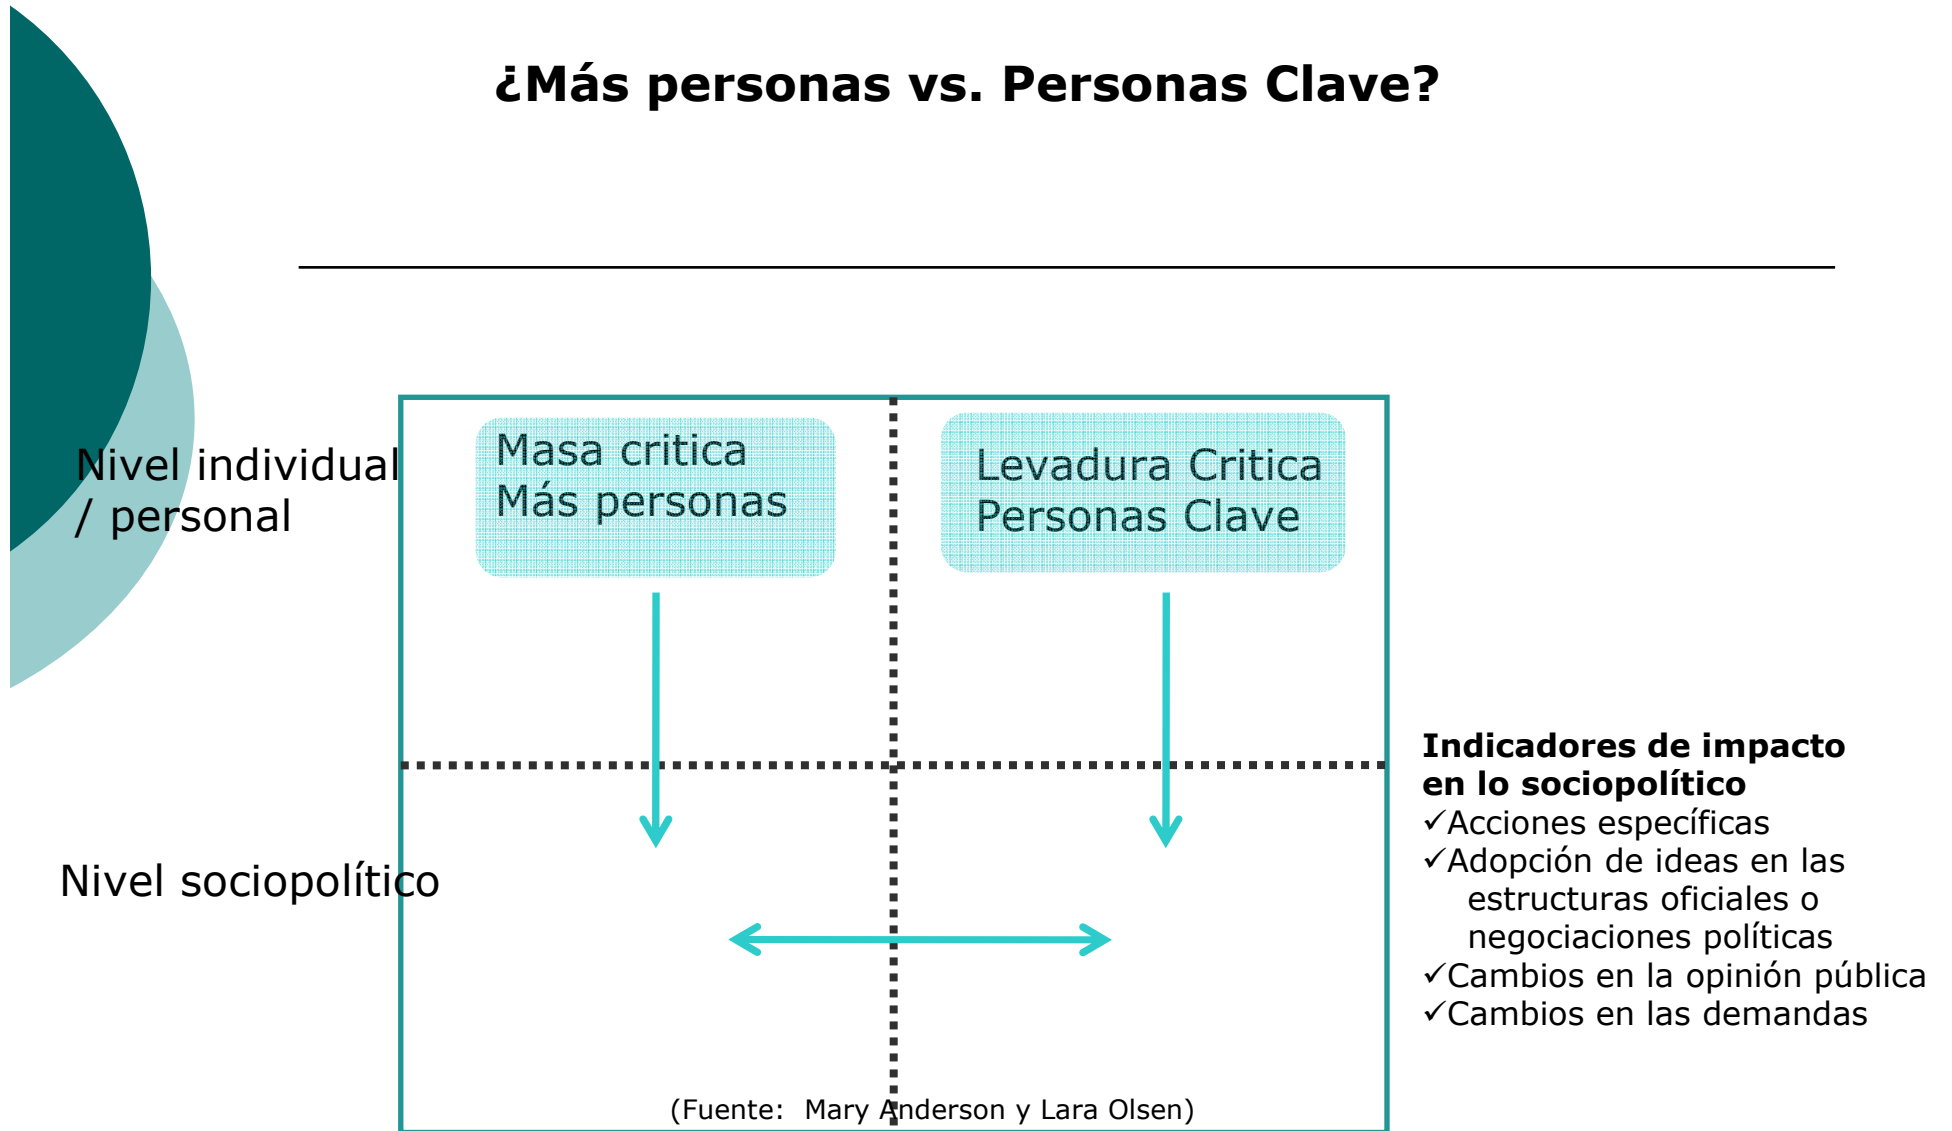 ¿Más personas vs. Personas Clave?
Nivel individual
/ personal
Masa critica
Más personas
Levadura Critica
Personas Clave
Nivel sociopolítico
Indicadores de impacto
en lo sociopolítico
✓Acciones específicas
✓Adopción de ideas en las
estructuras oficiales o
negociaciones políticas
✓Cambios en la opinión pública
✓Cambios en las demandas
(Fuente: Mary Anderson y Lara Olsen)